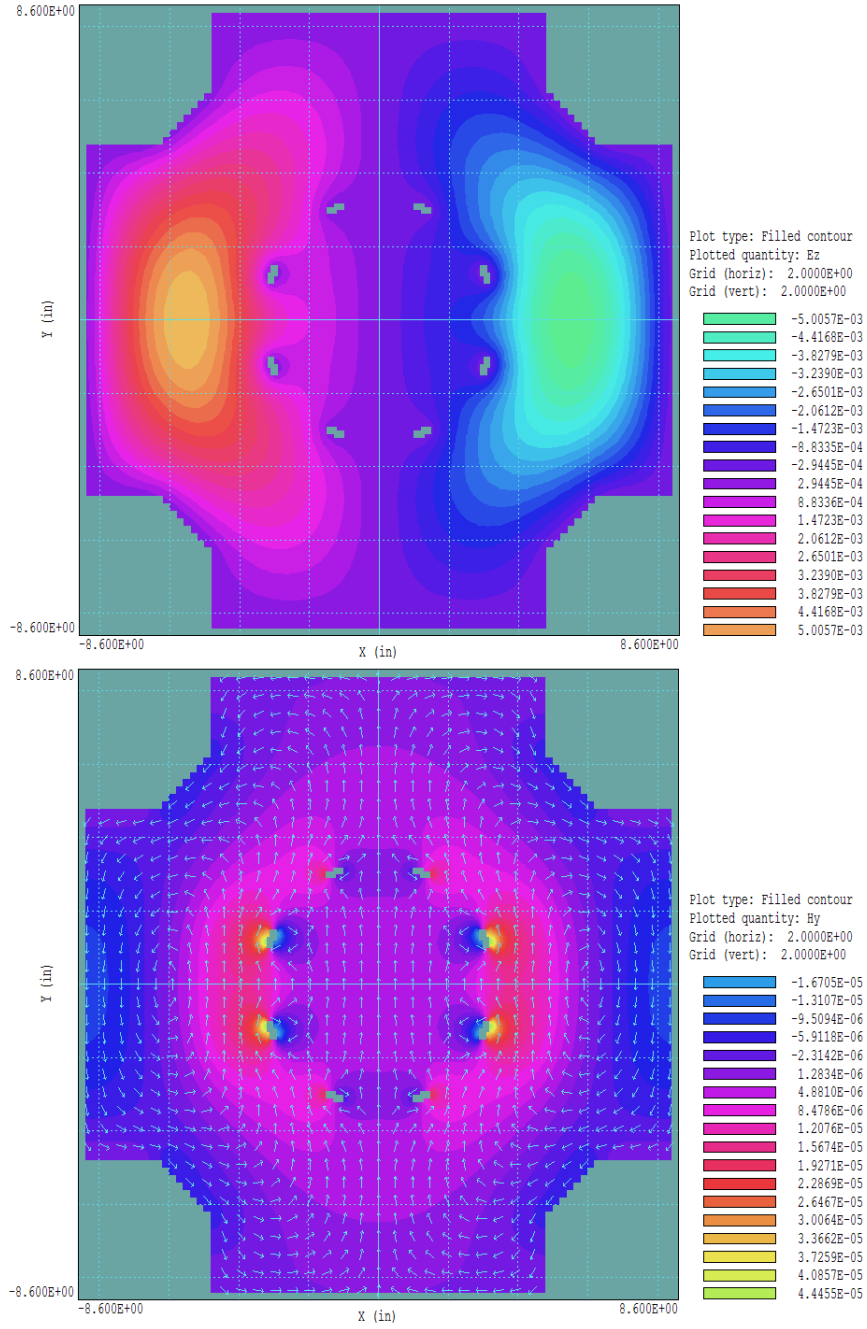 8.600E+00
Y (in)
-8.600E+00
-8.600E+00
X (in)
8.600E+00
Plot type: Filled contour
Plotted quantity: Ez
Grid (horiz): 2.0000E+00
Grid (vert): 2.0000E+00
-5.0057E-03
-4.4168E-03
-3.8279E-03
-3.2390E-03
-2.6501E-03
-2.0612E-03
-1.4723E-03
-8.8335E-04
-2.9445E-04
2.9445E-04
8.8336E-04
1.4723E-03
2.0612E-03
2.6501E-03
3.2390E-03
3.8279E-03
4.4168E-03
5.0057E-03
8.600E+00
Y (in)
-8.600E+00
-8.600E+00
X (in)
8.600E+00
Plot type: Filled contour
Plotted quantity: Hy
Grid (horiz): 2.0000E+00
Grid (vert): 2.0000E+00
-1.6705E-05
-1.3107E-05
-9.5094E-06
-5.9118E-06
-2.3142E-06
1.2834E-06
4.8810E-06
8.4786E-06
1.2076E-05
1.5674E-05
1.9271E-05
2.2869E-05
2.6467E-05
3.0064E-05
3.3662E-05
3.7259E-05
4.0857E-05
4.4455E-05